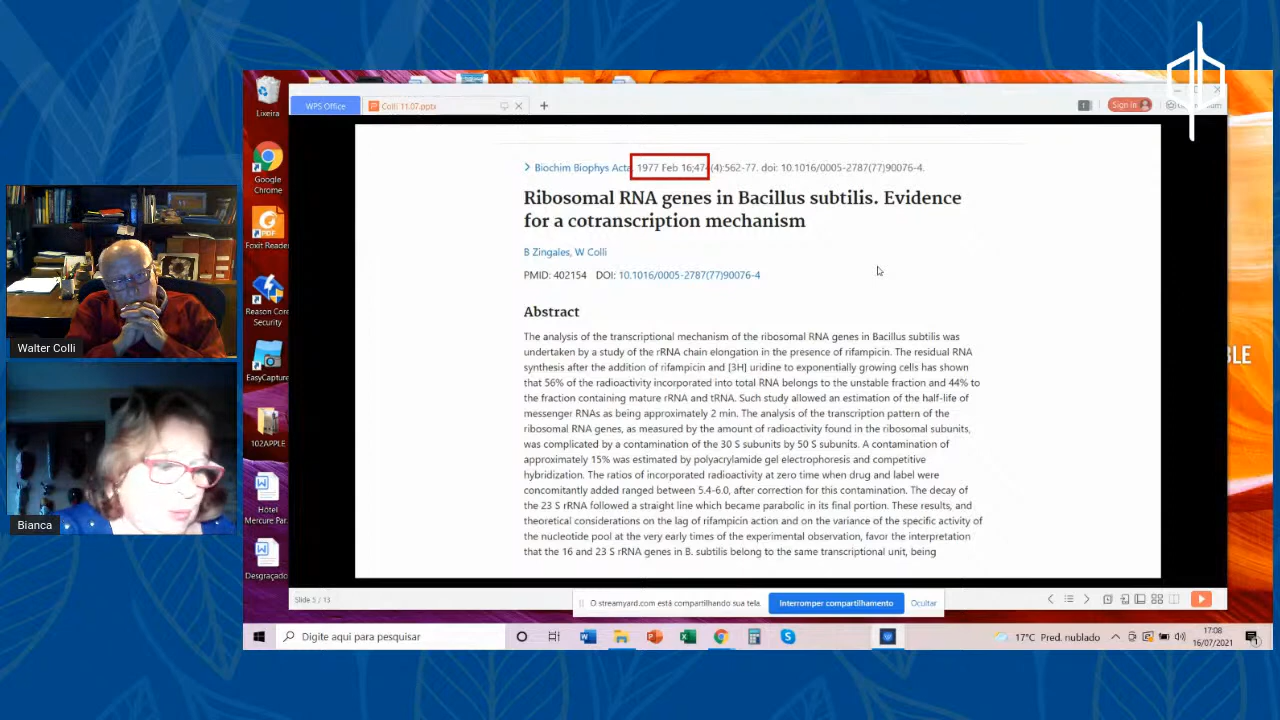 Lixeira
Google
Chrome
Foxit Reader
Reason Core
Security
EasyCapture
102APPLE
Hotel
Mercure Par...
Desgraçado...
WPS Office
Colli 11.07.pptx
Sign in
> Biochim Biophys Acta. 1977 Feb 16;47 (4):562-77. doi: 10.1016/0005-2787(77)90076-4.
Ribosomal RNA genes in Bacillus subtilis. Evidence
for a cotranscription mechanism
B Zingales, W Colli
PMID: 402154 DOI: 10.1016/0005-2787(77)90076-4
Abstract
The analysis of the transcriptional mechanism of the ribosomal RNA genes in Bacillus subtilis was
undertaken by a study of the rRNA chain elongation in the presence of rifampicin. The residual RNA
synthesis after the addition of rifampicin and [3H] uridine to exponentially growing cells has shown
that 56% of the radioactivity incorporated into total RNA belongs to the unstable fraction and 44% to
the fraction containing mature rRNA and tRNA. Such study allowed an estimation of the half-life of
messenger RNAs as being approximately 2 min. The analysis of the transcription pattern of the
ribosomal RNA genes, as measured by the amount of radioactivity found in the ribosomal subunits,
was complicated by a contamination of the 30 S subunits by 50 S subunits. A contamination of
approximately 15% was estimated by polyacrylamide gel electrophoresis and competitive
hybridization. The ratios of incorporated radioactivity at zero time when drug and label were
concomitantly added ranged between 5.4-6.0, after correction for this contamination. The decay of
the 23 S rRNA followed a straight line which became parabolic in its final portion. These results, and
theoretical considerations on the lag of rifampicin action and on the variance of the specific activity of
the nucleotide pool at the very early times of the experimental observation, favor the interpretation
that the 16 and 23 S rRNA genes in B. subtilis belong to the same transcriptional unit, being
BLE
Walter Colli
Bianca
Slide 5 / 13
O streamyard.com está compartilhando sua tela.
Interromper compartilhamento
Ocultar
Digite aqui para pesquisar
17°C Pred. nublado
17:08
16/07/2021